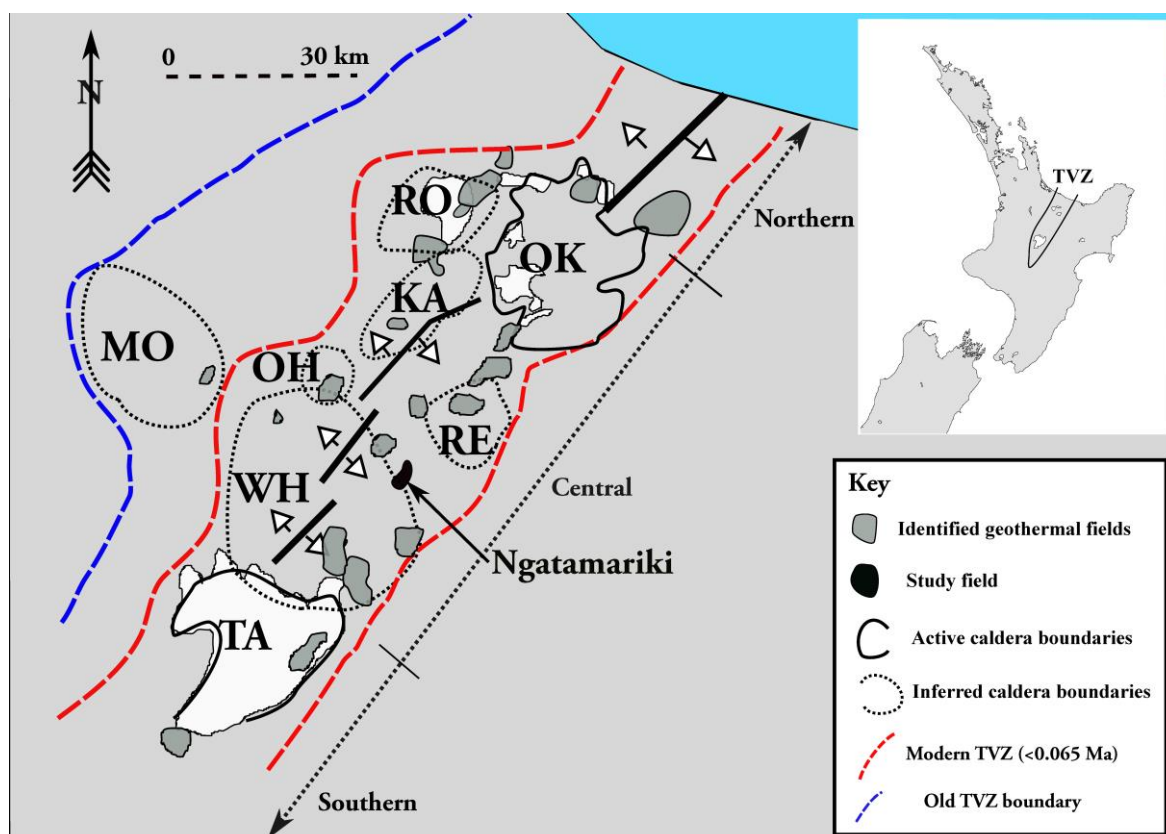 N
0 30 km
TVZ
RO
Northern
OK
KA
MO
OH
RE
WH
Central
Ngatamariki
TA
Southern
Key
Identified geothermal fields
Study field
Active caldera boundaries
Inferred caldera boundaries
Modern TVZ (<0.065 Ma)
Old TVZ boundary